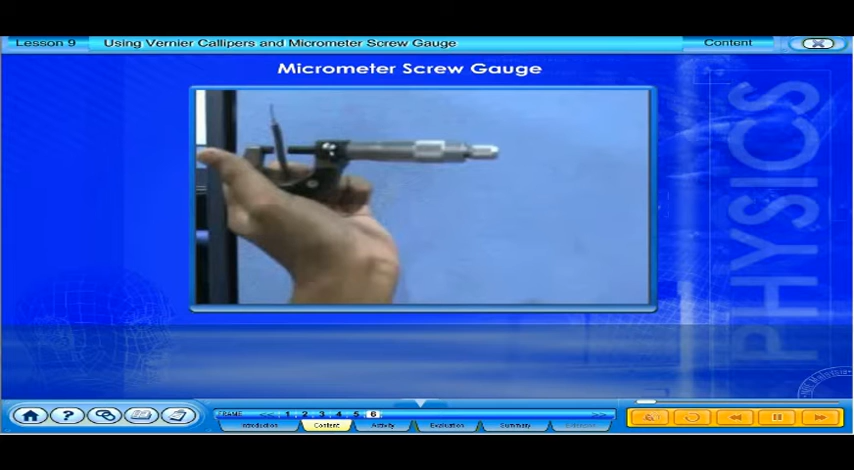 Lesson 9 Using Vernier Callipers and Micrometer Screw Gauge Content
Micrometer Screw Gauge
PHYSICS
FRAME << 1 2 3 4 5 6 >>
Introduction Content Activity Evaluation Summary Extension